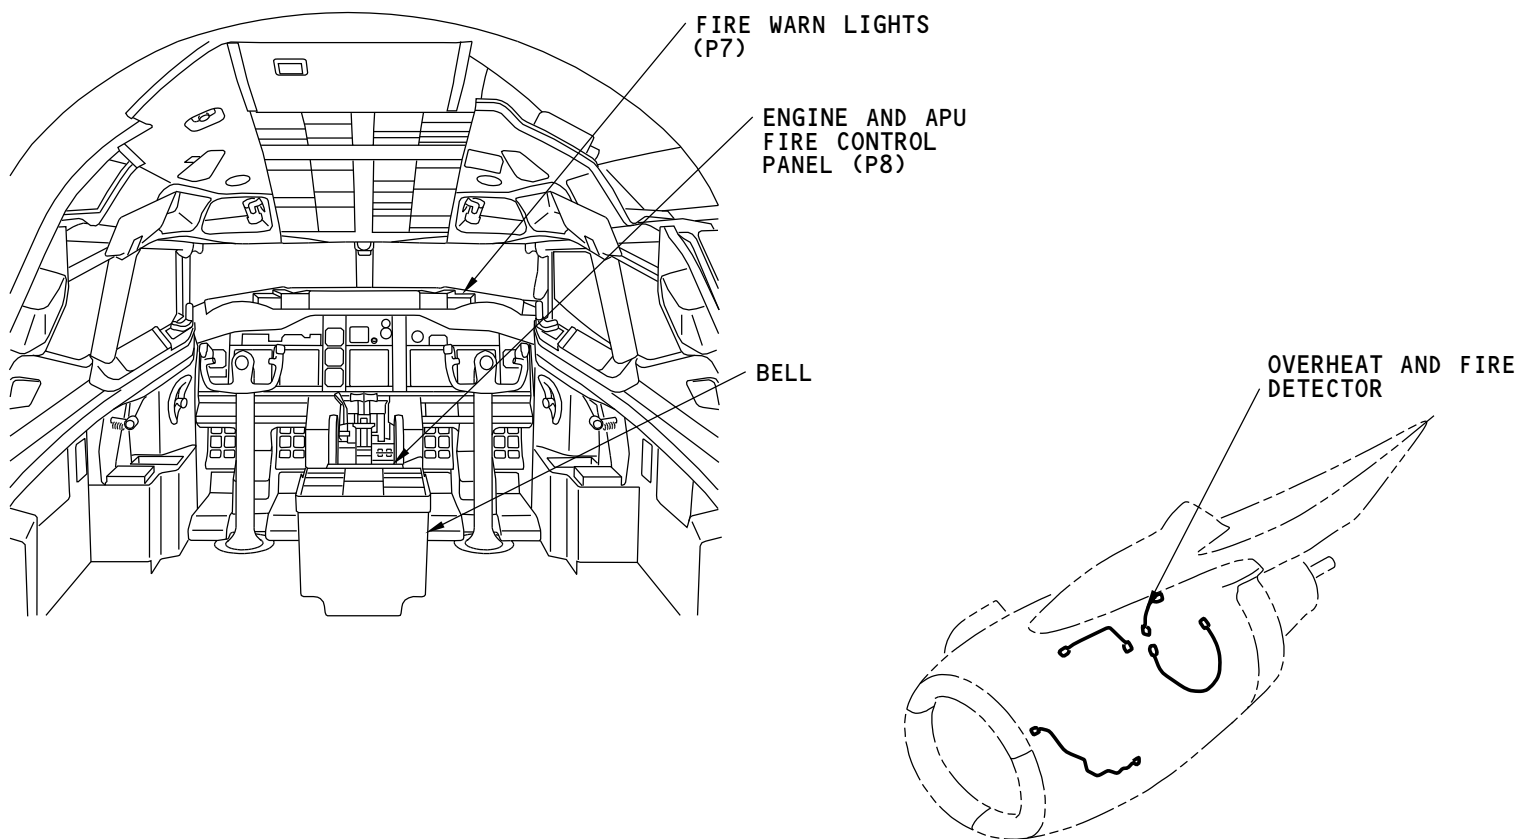 FIRE WARN LIGHTS
(P7)
ENGINE AND APU
FIRE CONTROL
PANEL (P8)
BELL
OVERHEAT AND FIRE
DETECTOR